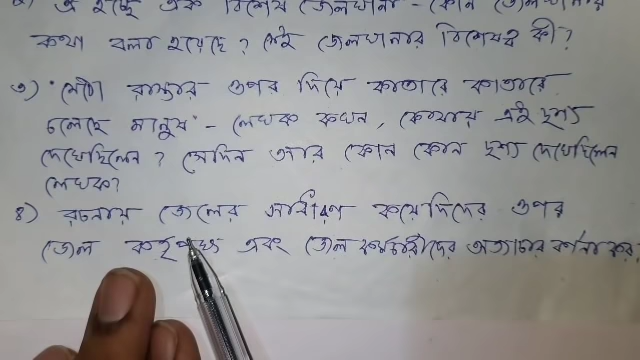 এ হচ্ছে এক বিশেষ জেলখানা - কোন জেলখানার
কথা বলা হয়েছে? সেই জেলখানার বিশেষত্ব কী?
৩) 'মেঠো রাস্তার ওপর দিয়ে কাতারে কাতারে
চলেছে মানুষ' - লেখক কখন, কোথায় এই দৃশ্য
দেখেছিলেন? সেদিন আর কোন কোন দৃশ্য দেখেছিলেন
লেখক?
৪) রচনায় জেলের সাধারণ কয়েদিদের ওপর
জেল কর্তৃপক্ষ এবং জেল কর্মচারীদের অত্যাচার বর্ণনা কর।